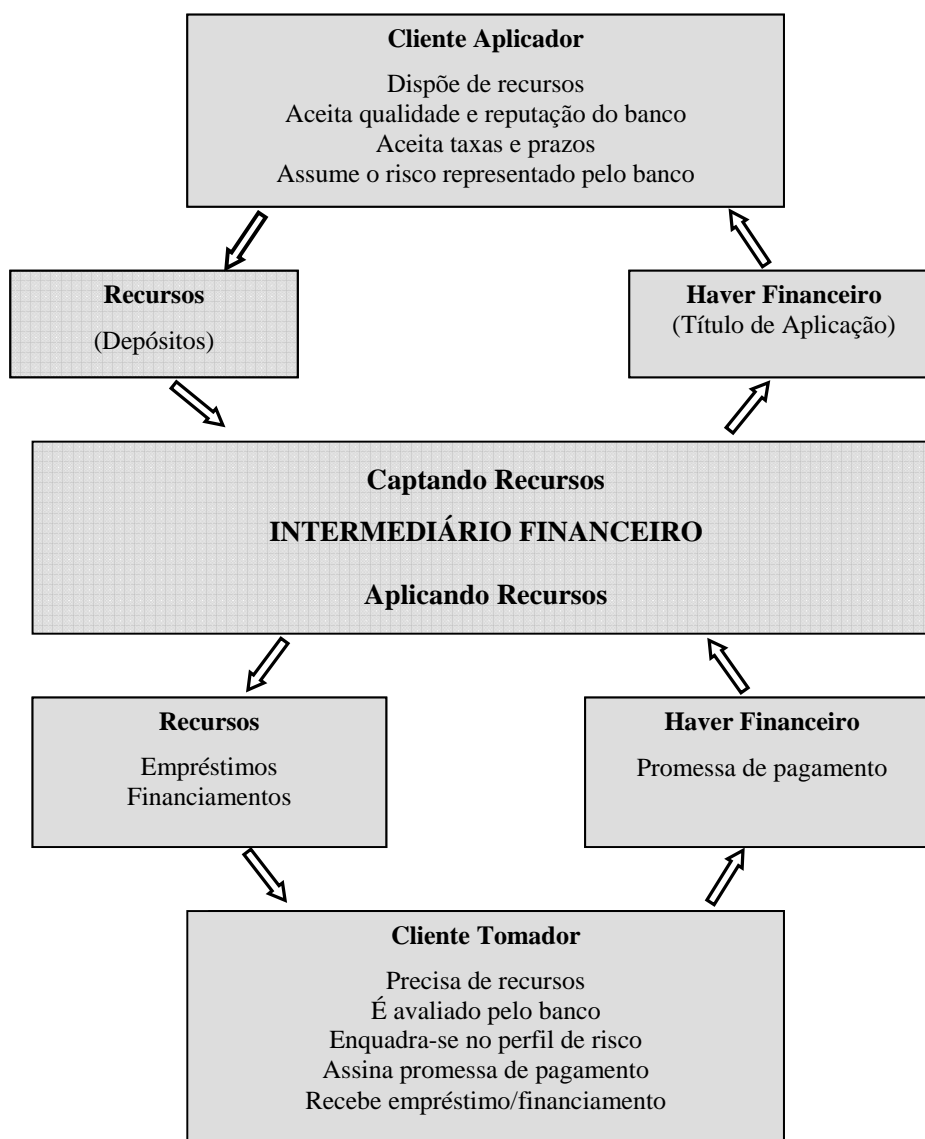 Cliente Aplicador
Dispõe de recursos
Aceita qualidade e reputação do banco
Aceita taxas e prazos
Assume o risco representado pelo banco
Recursos
(Depósitos)
Haver Financeiro
(Título de Aplicação)
Captando Recursos
INTERMEDIÁRIO FINANCEIRO
Aplicando Recursos
Recursos
Empréstimos
Financiamentos
Haver Financeiro
Promessa de pagamento
Cliente Tomador
Precisa de recursos
É avaliado pelo banco
Enquadra-se no perfil de risco
Assina promessa de pagamento
Recebe empréstimo/financiamento